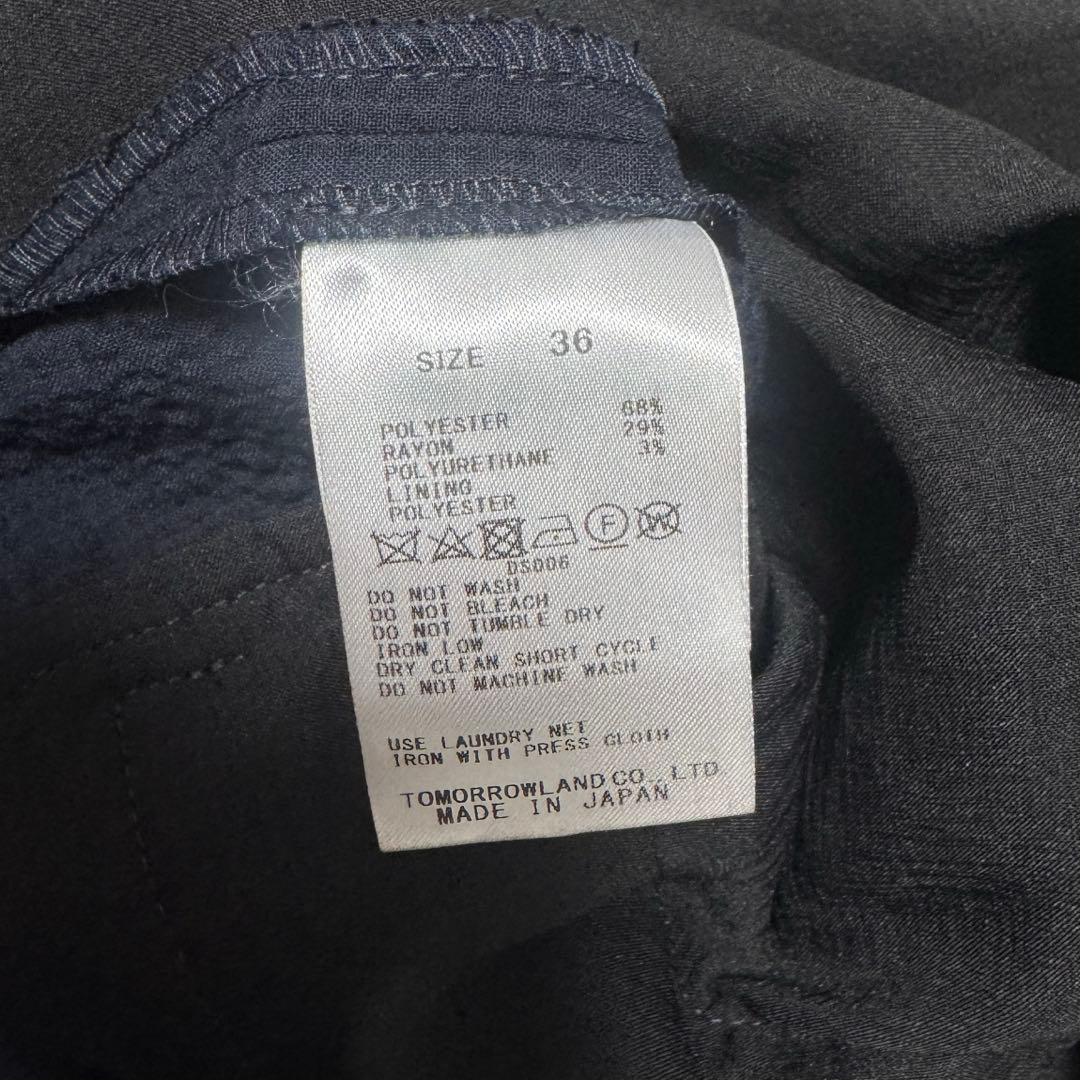 SIZE 36
POLYESTER 68%
RAYON 29%
POLYURETHANE 3%
LINING
POLYESTER
F W
DS006
DO NOT WASH
DO NOT BLEACH
DO NOT TUMBLE DRY
IRON LOW
DRY CLEAN SHORT CYCLE
DO NOT MACHINE WASH
USE LAUNDRY NET
IRON WITH PRESS CLOTH
TOMORROWLAND CO., LTD
MADE IN JAPAN